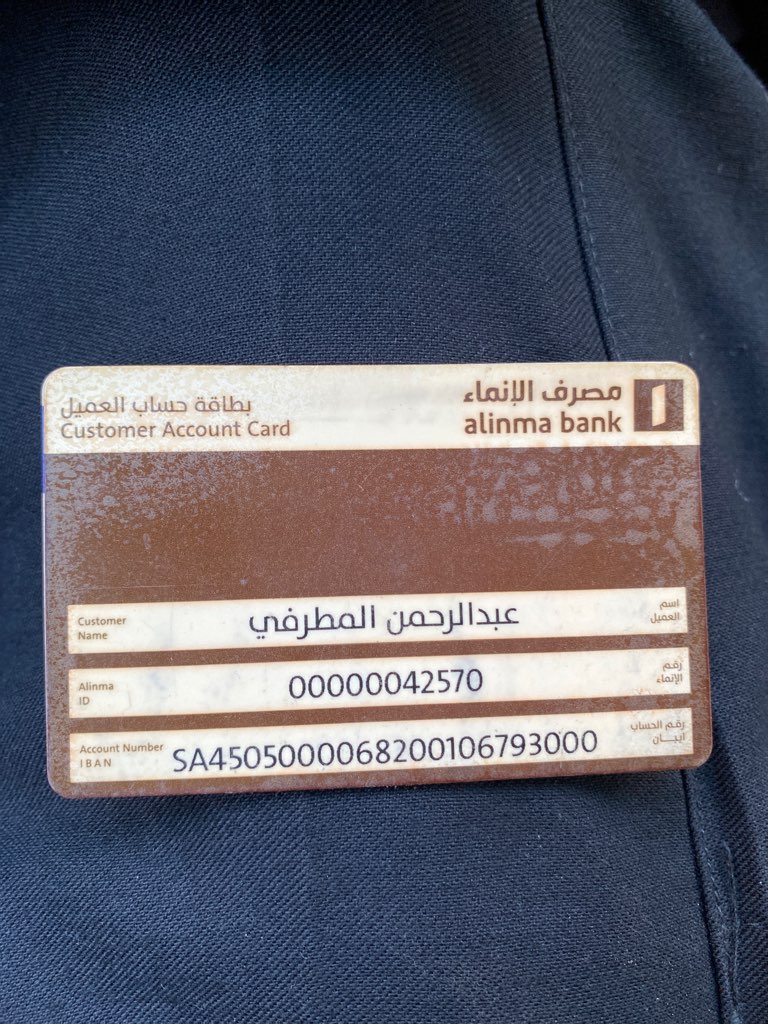 بطاقة حساب العميل
Customer Account Card
مصرف الإنماء
alinma bank
Customer Name
عبدالرحمن المطرفي
اسم العميل
Alinma ID
00000042570
رقم الإنماء
Account Number IBAN
SA4505000068200106793000
رقم الحساب ايبان